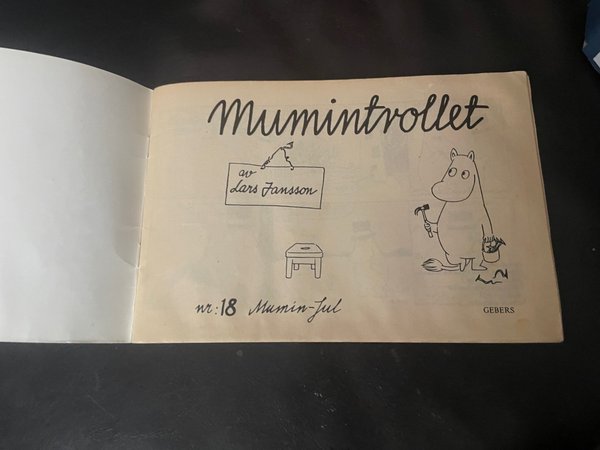 Mumintrollet
av
Lars Jansson
nr: 18 Mumin-Jul
GEBERS